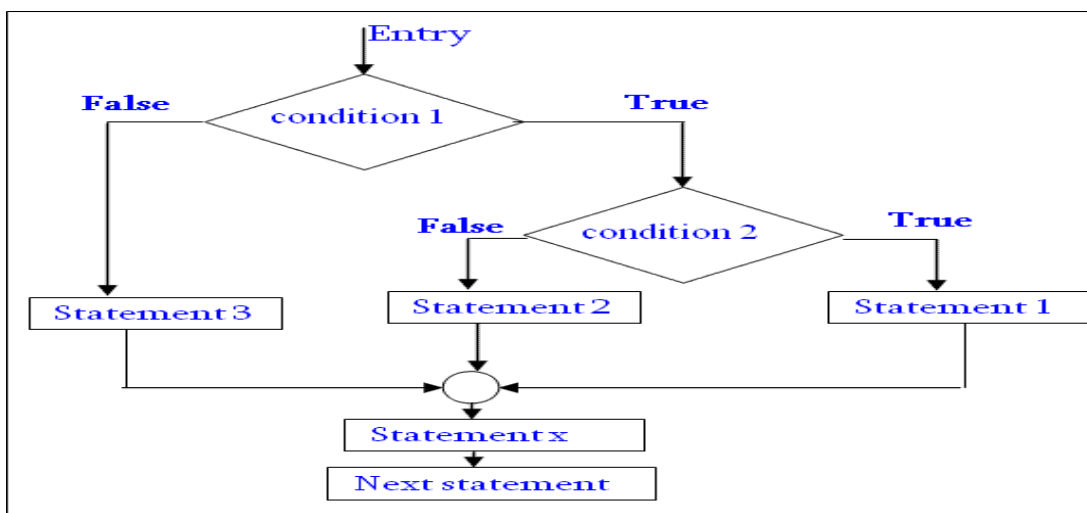 Entry
False
True
condition 1
False
True
condition 2
Statement 3
Statement 2
Statement 1
Statement x
Next statement